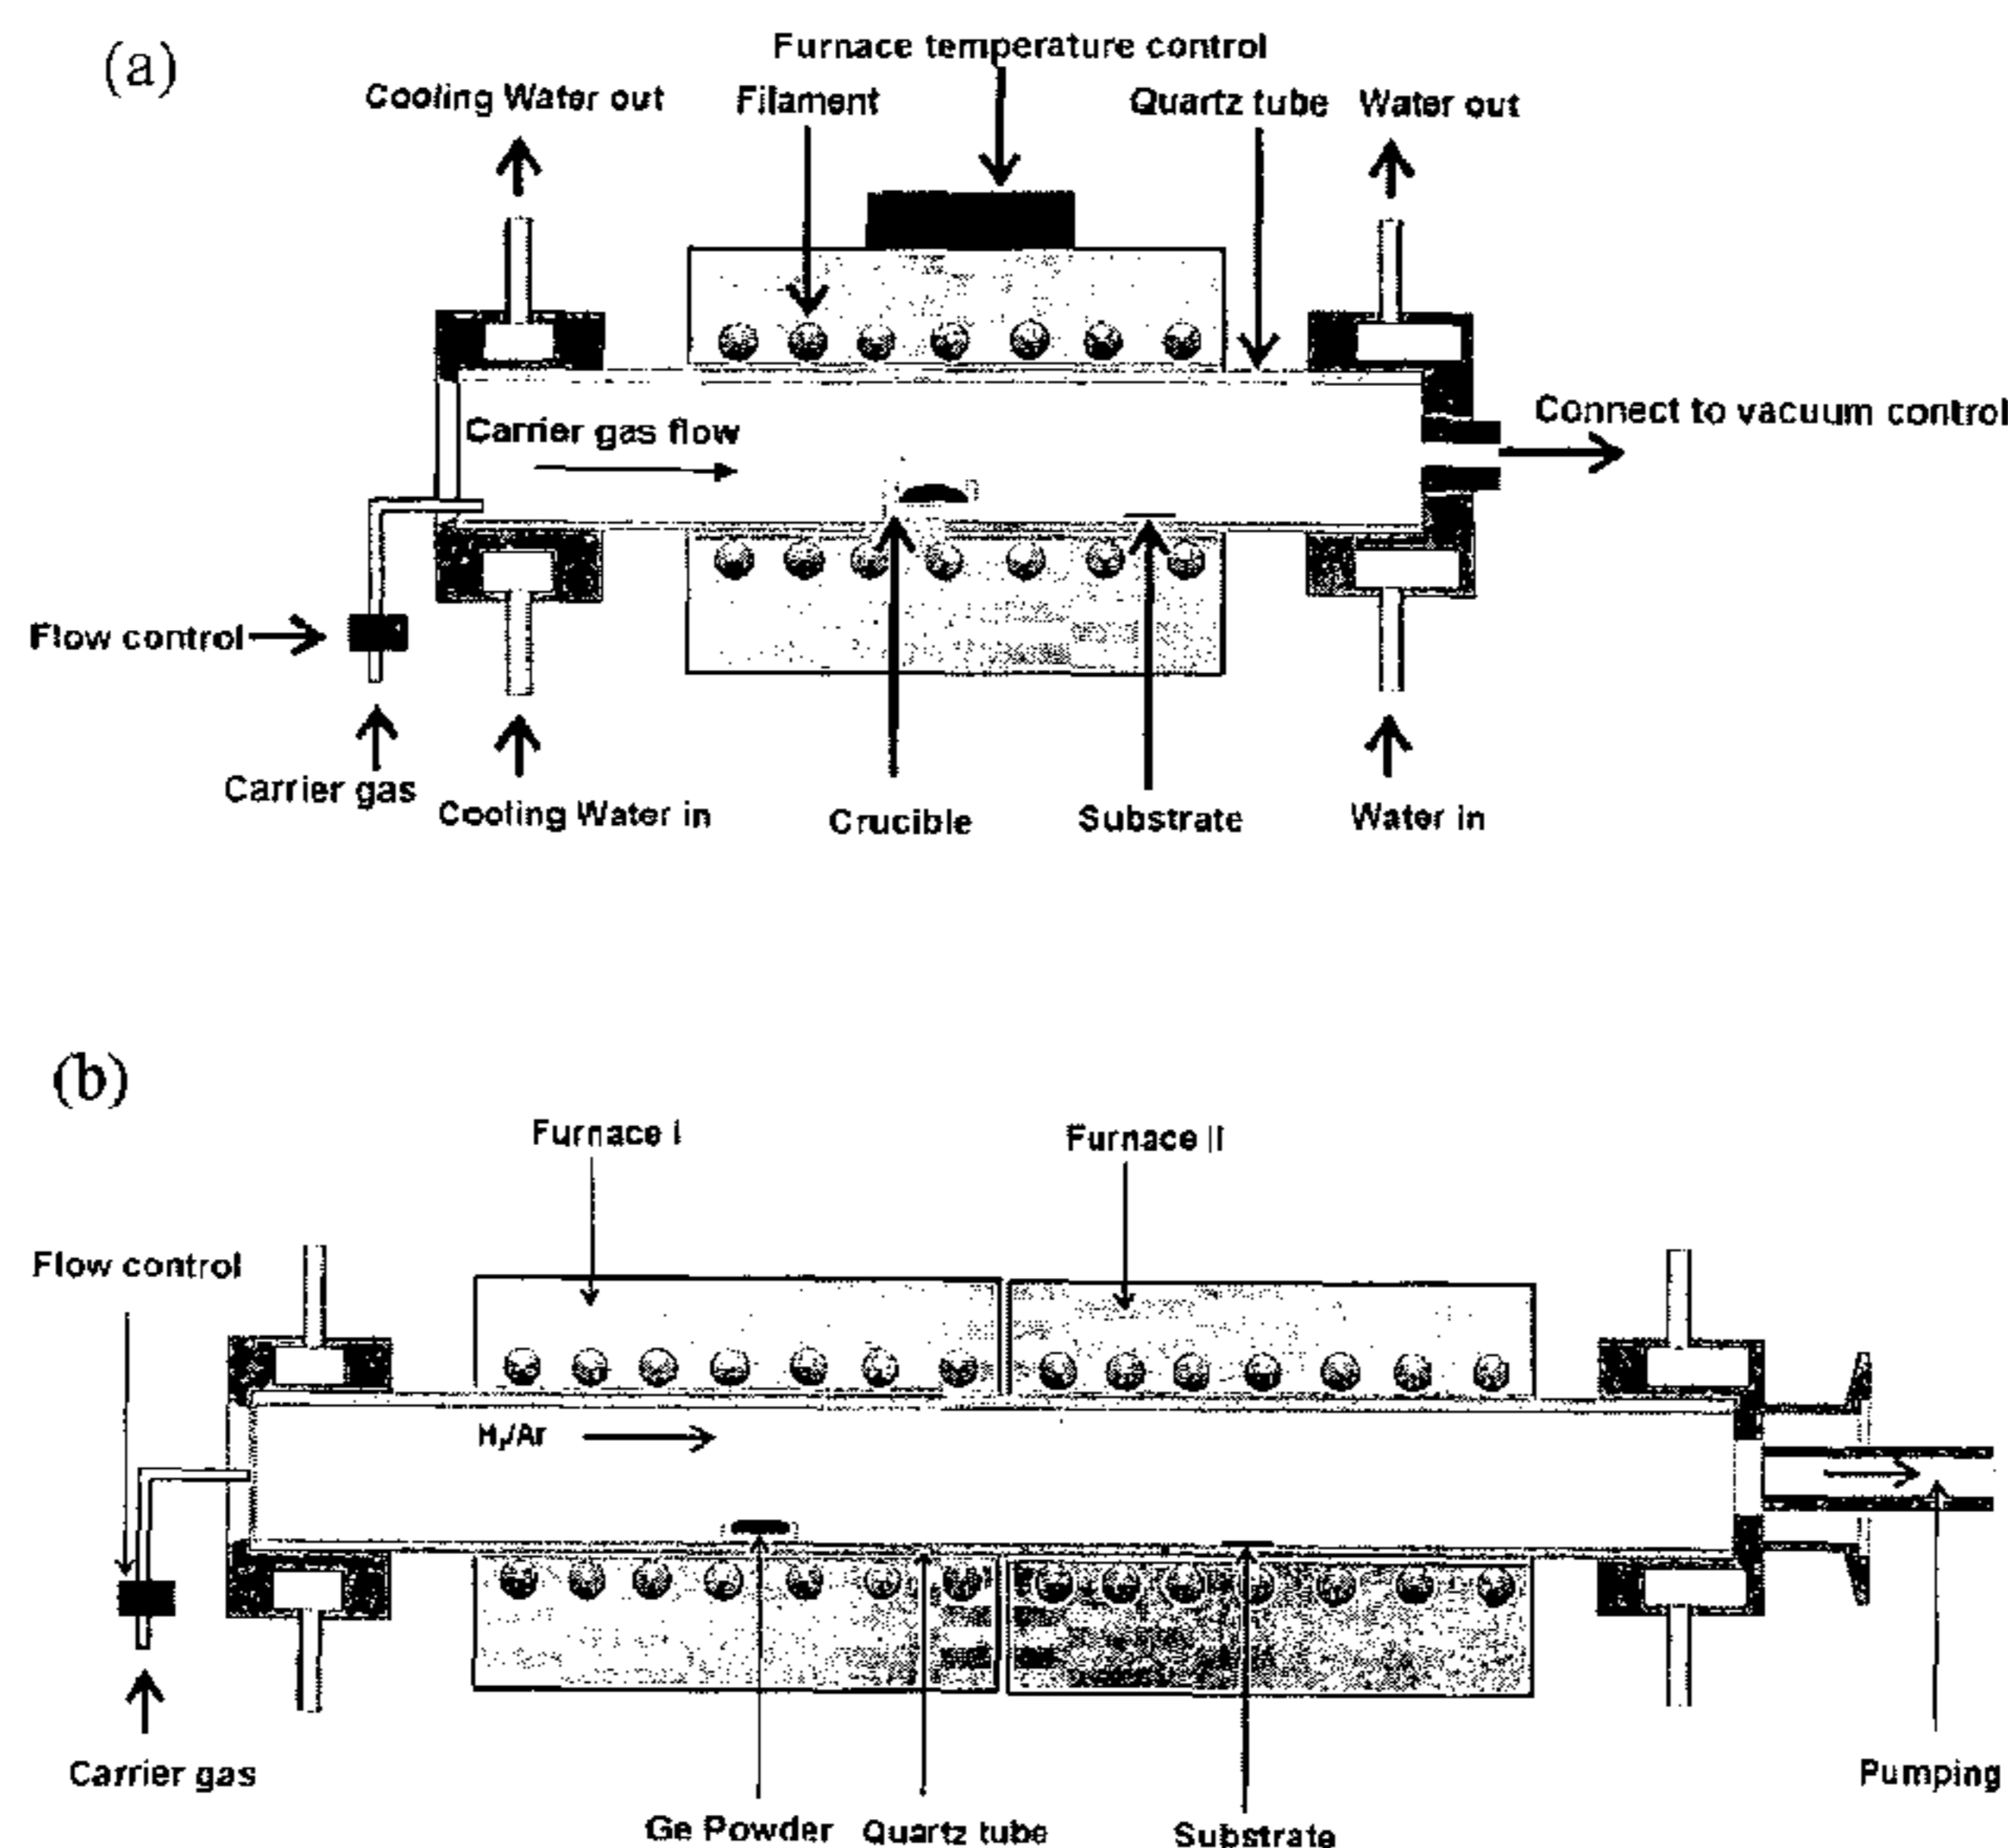 (a)
Furnace temperature control
Cooling Water out
Filament
Quartz tube
Water out
Carrier gas flow
Connect to vacuum control
Flow control
Carrier gas
Cooling Water in
Crucible
Substrate
Water in
(b)
Furnace I
Furnace II
Flow control
H₂/Ar
Carrier gas
Pumping
Ge Powder
Quartz tube
Substrate